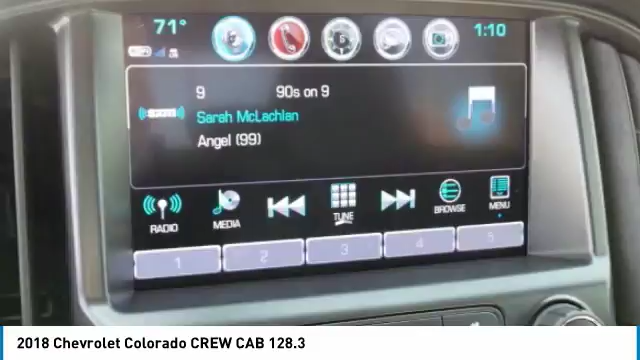 71°
1:10
9 90s on 9
Sarah McLachlan
Angel (99)
RADIO
MEDIA
TUNE
BROWSE
MENU
1 2 3 4 5
2018 Chevrolet Colorado CREW CAB 128.3